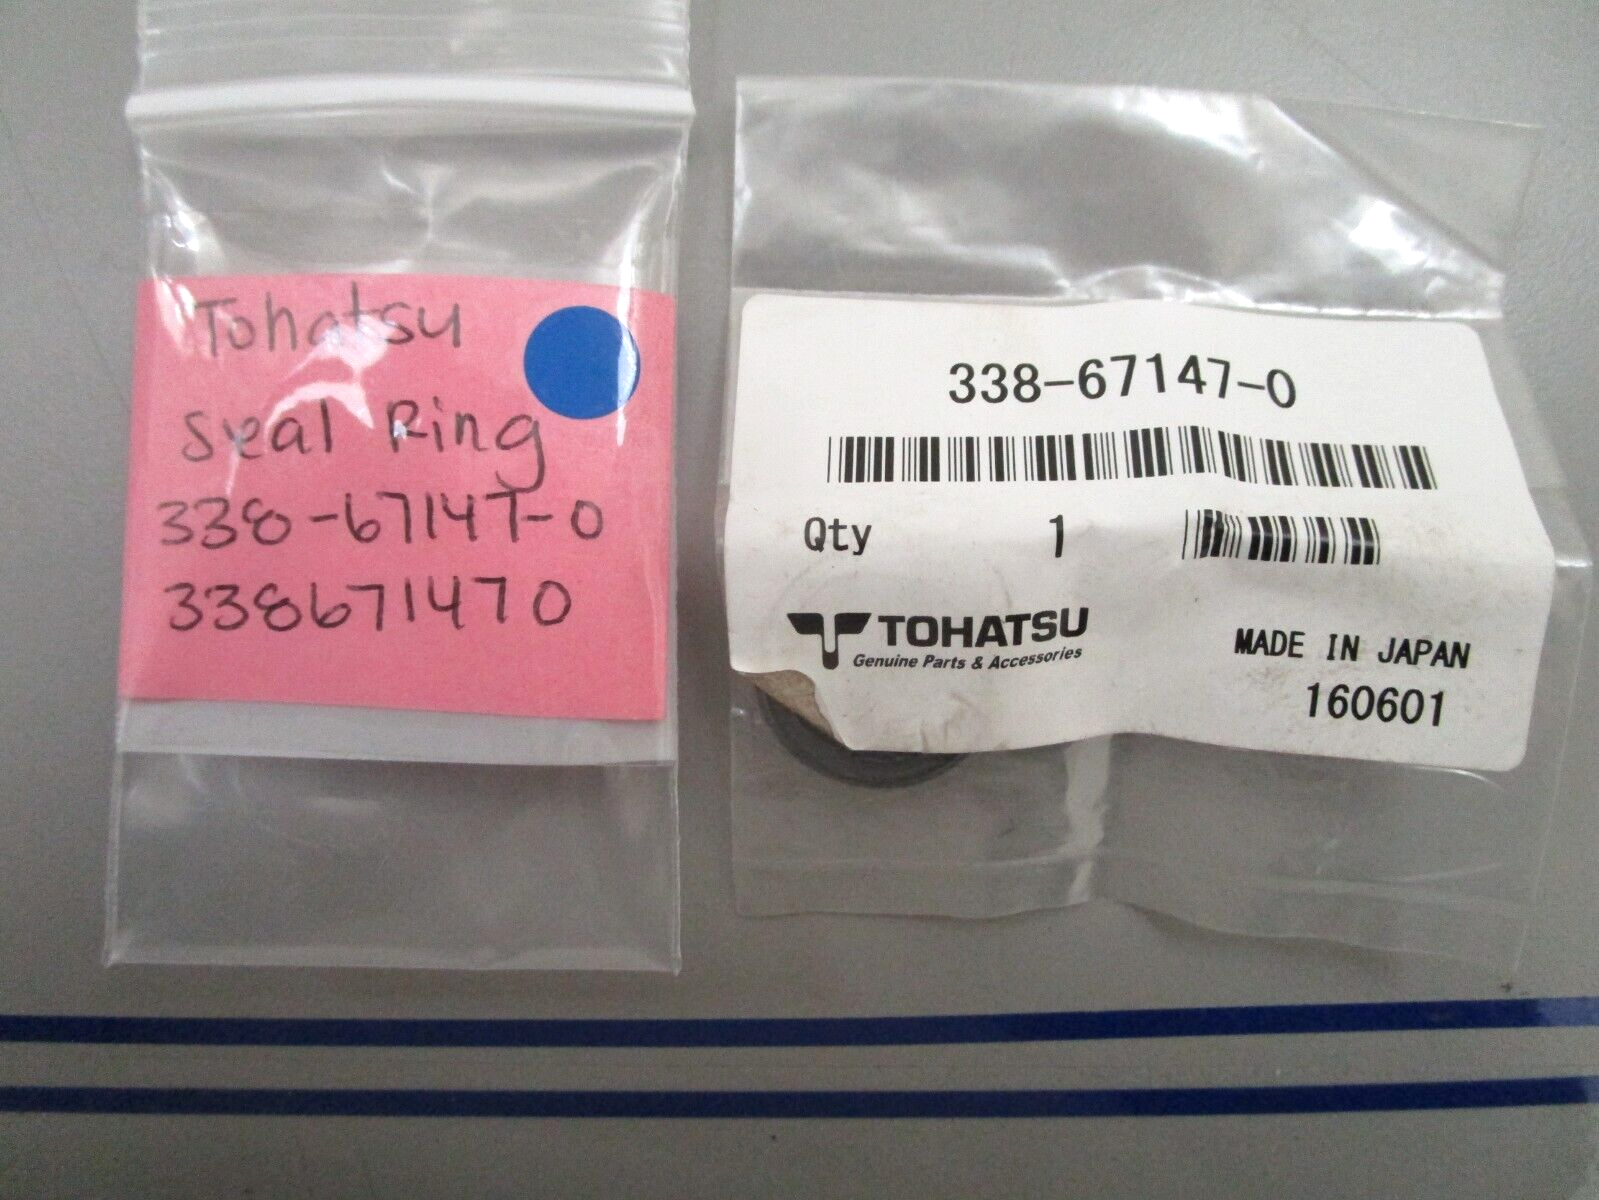 Tohatsu
Seal Ring
338-67147-0
338671470
338-67147-0
Qty 1
TOHATSU
Genuine Parts & Accessories
MADE IN JAPAN
160601